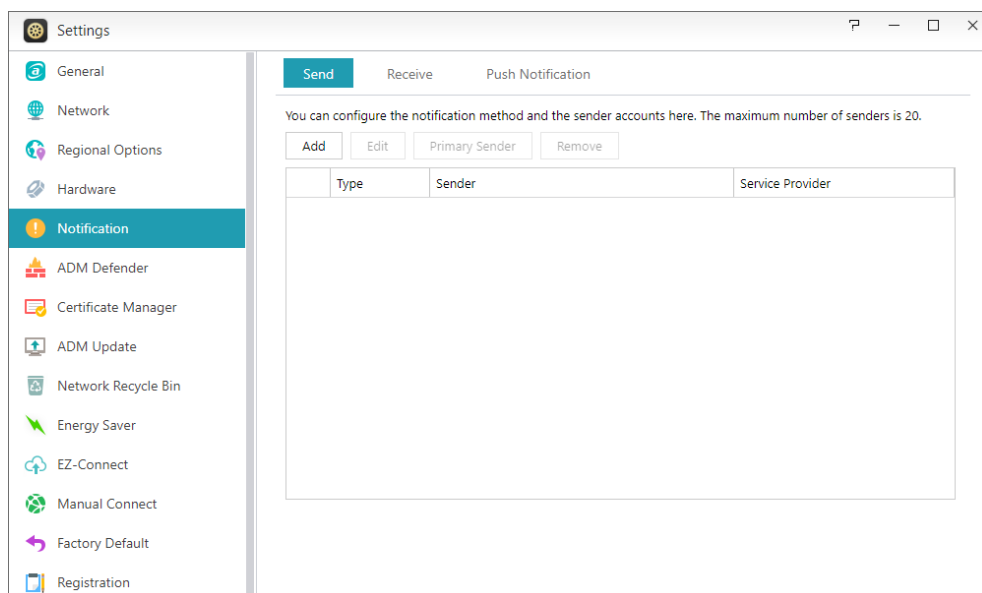 Settings
General
Network
Regional Options
Hardware
Notification
ADM Defender
Certificate Manager
ADM Update
Network Recycle Bin
Energy Saver
EZ-Connect
Manual Connect
Factory Default
Registration
Send Receive Push Notification
You can configure the notification method and the sender accounts here. The maximum number of senders is 20.
Add Edit Primary Sender Remove
Type Sender Service Provider